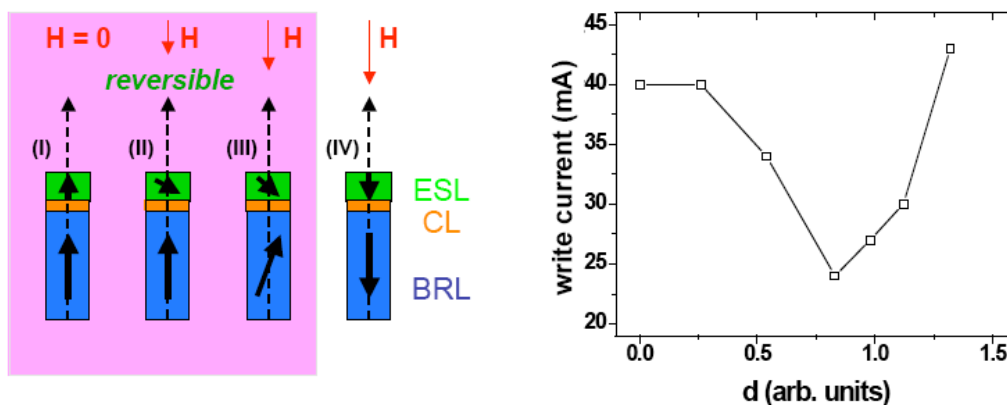 H = 0
H
H
H
reversible
(I)
(II)
(III)
(IV)
ESL
CL
BRL
write current (mA)
45
40
35
30
25
20
0.0
0.5
1.0
1.5
d (arb. units)